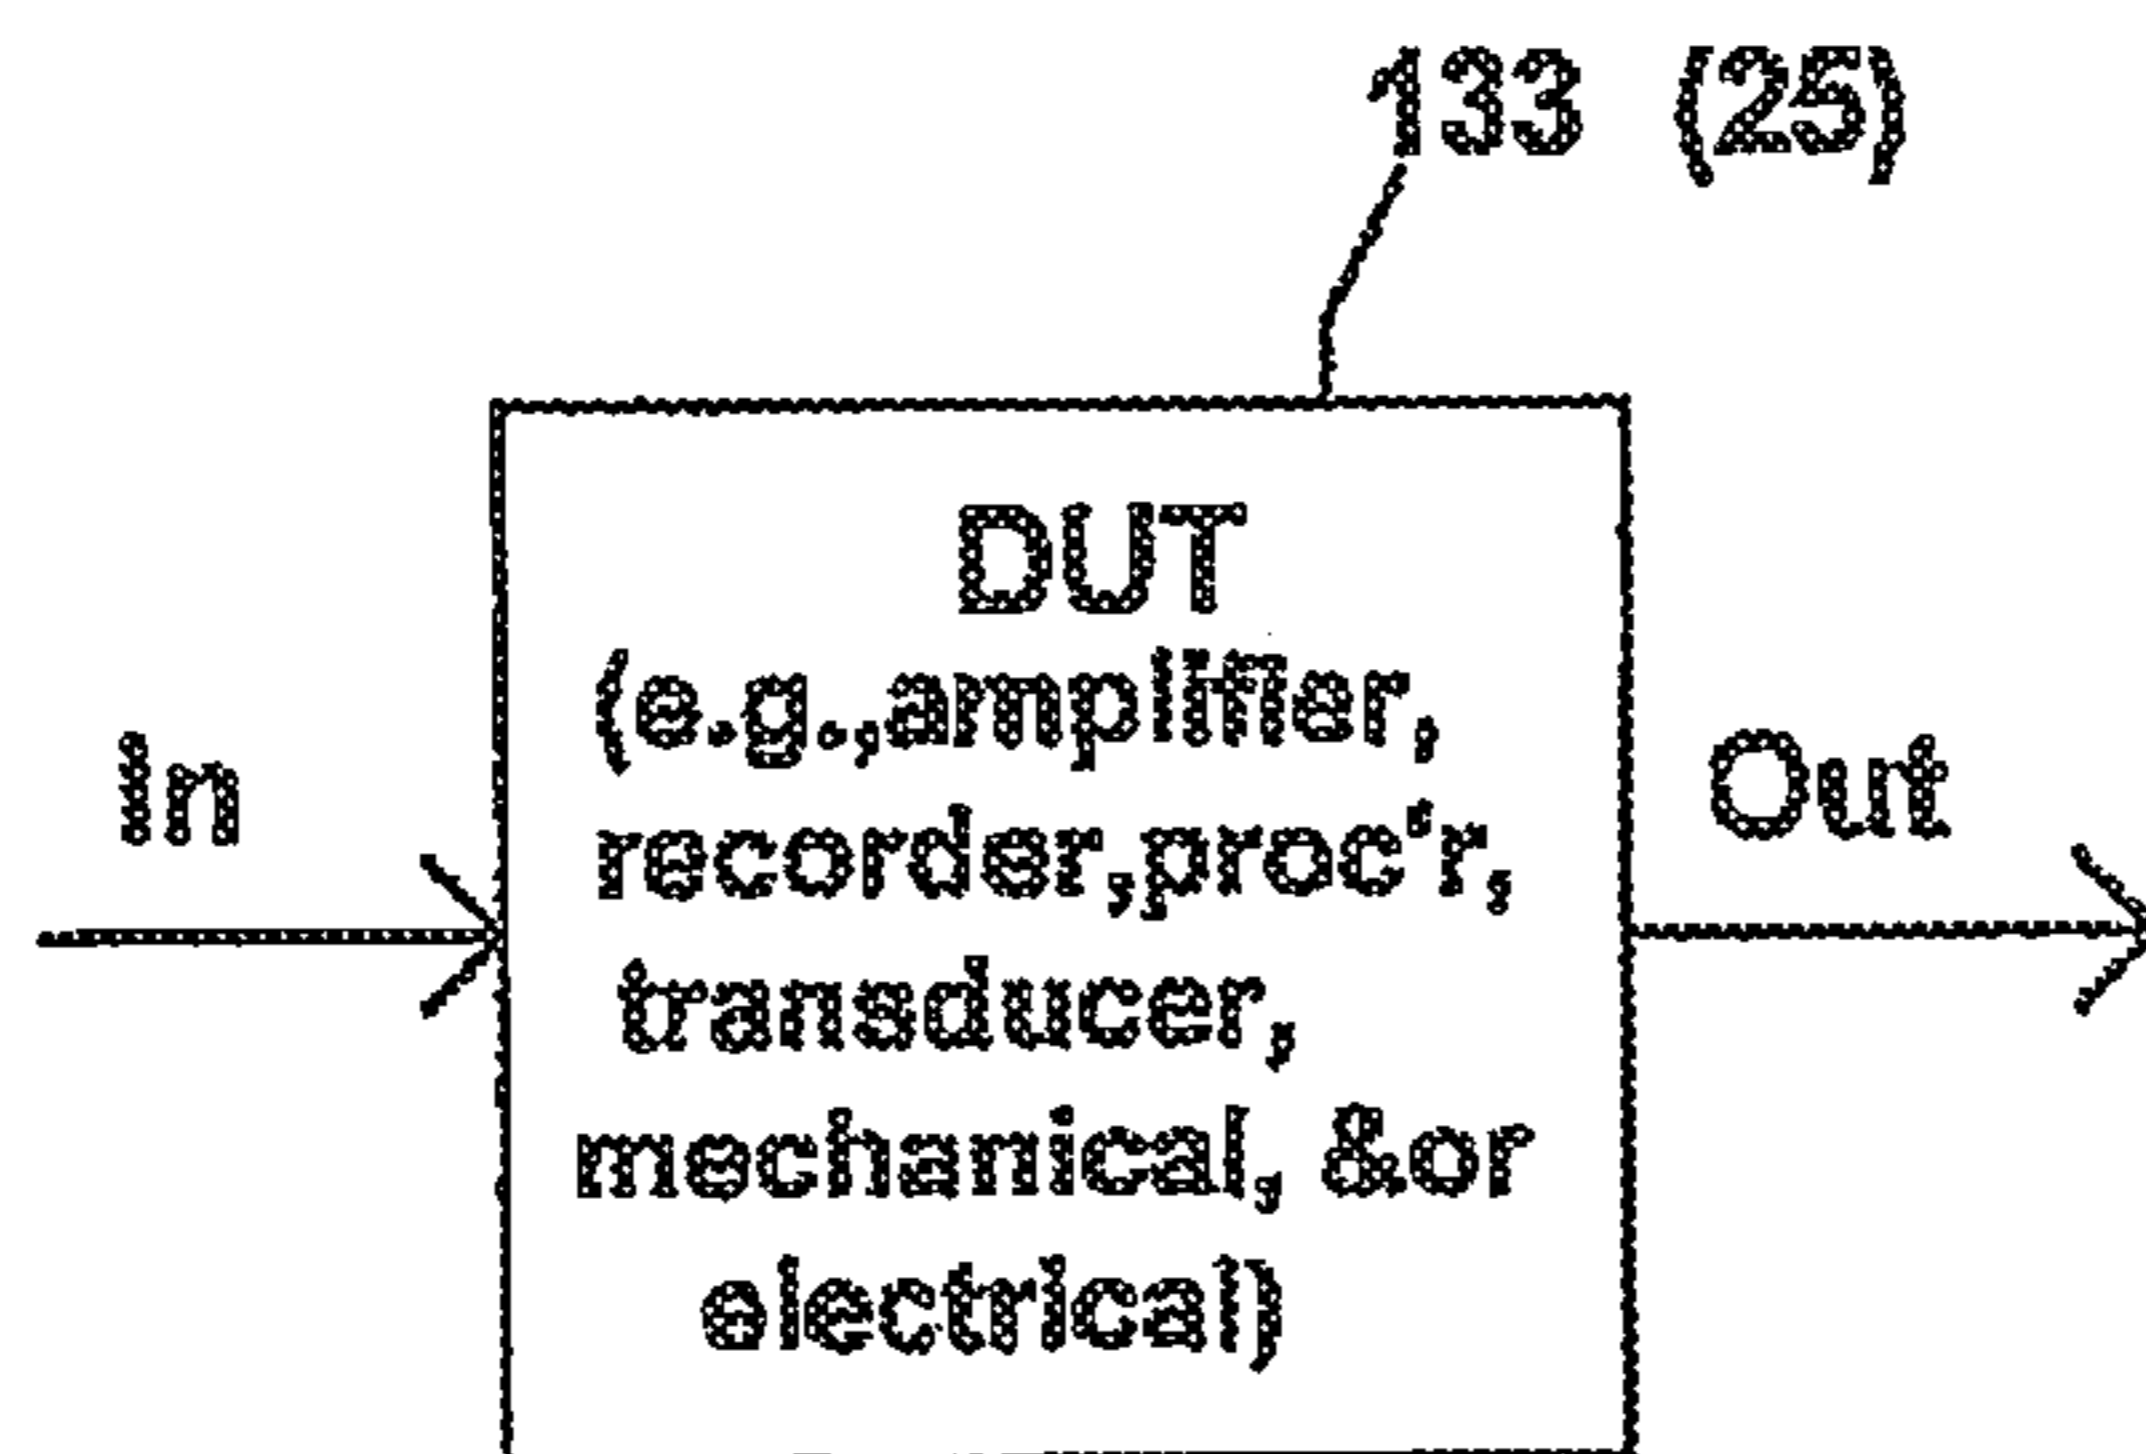 133 (25)
DUT
(e.g.,amplifier,
recorder,proc'r,
transducer,
mechanical, &or
electrical)
In
Out